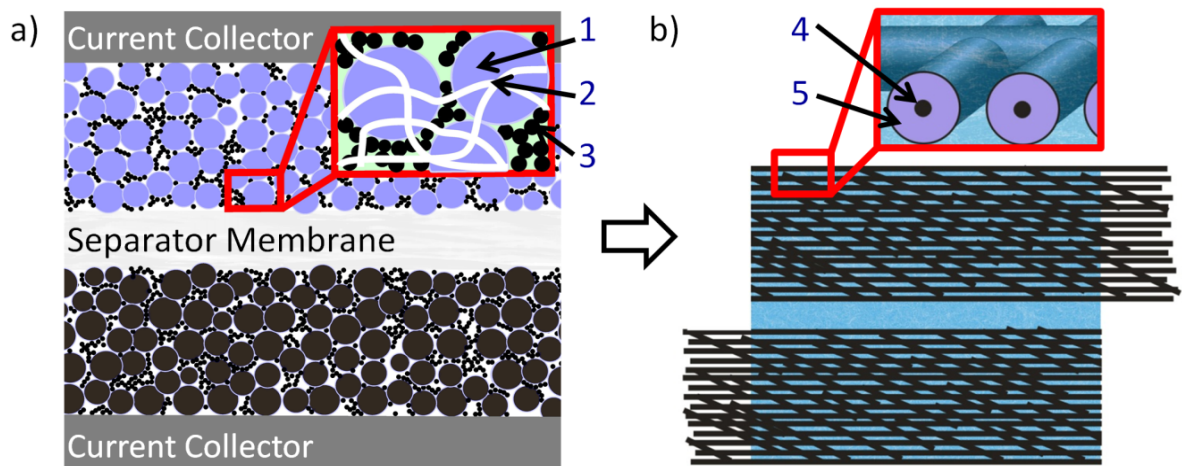 a)
Current Collector
1
2
3
Separator Membrane
Current Collector
b)
4
5